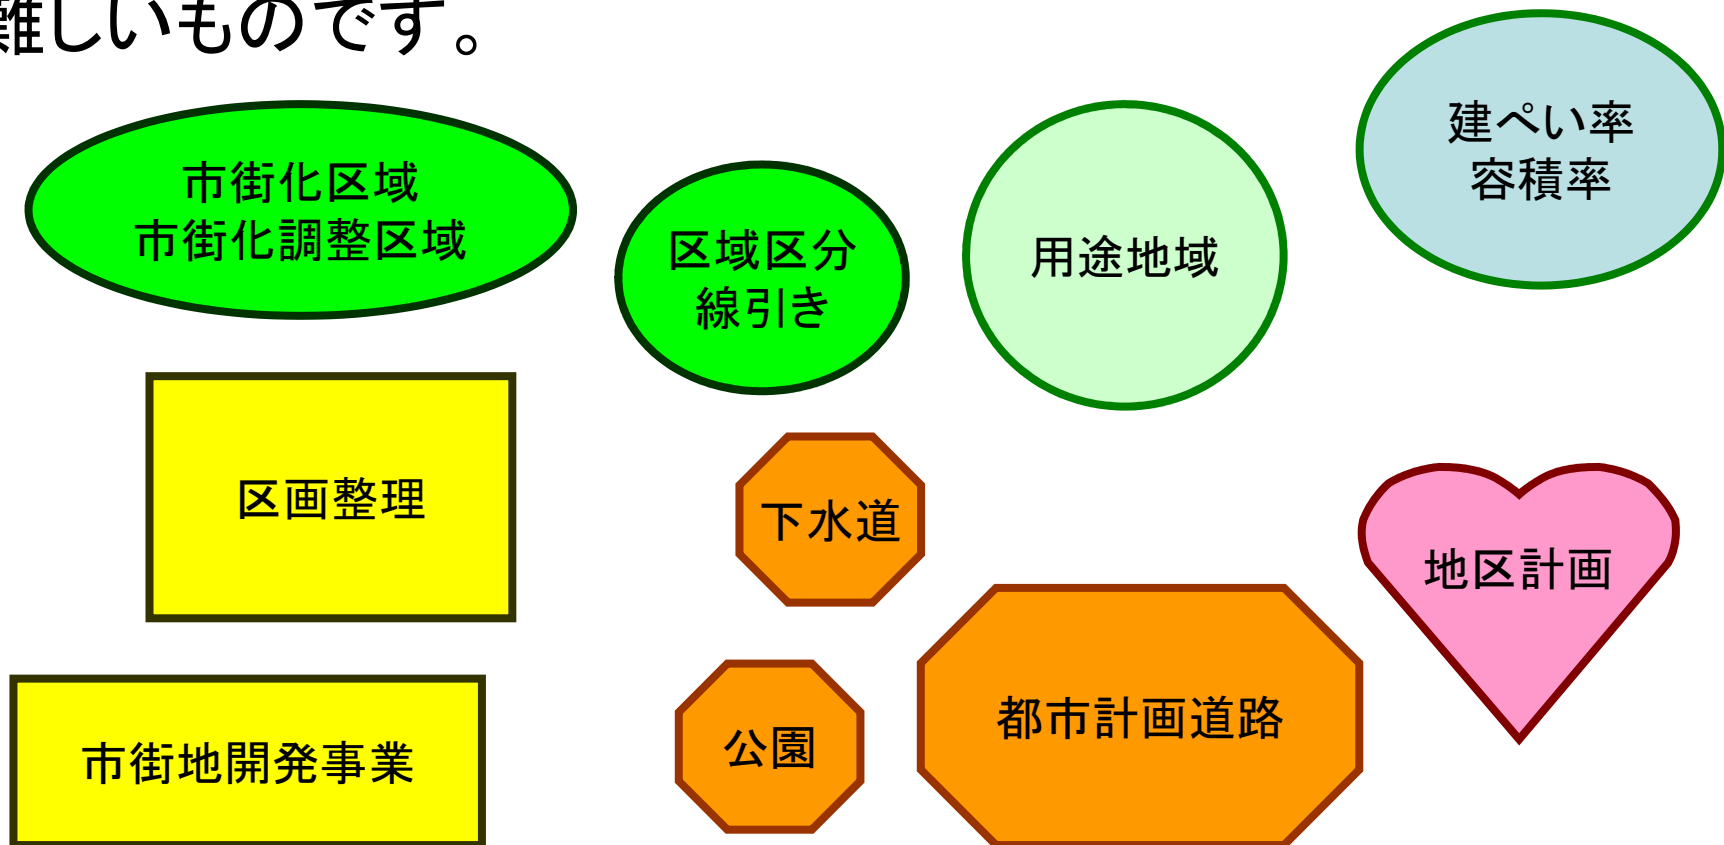 難しいものです。
建ぺい率
容積率
市街化区域
市街化調整区域
区域区分
線引き
用途地域
区画整理
下水道
地区計画
公園
都市計画道路
市街地開発事業